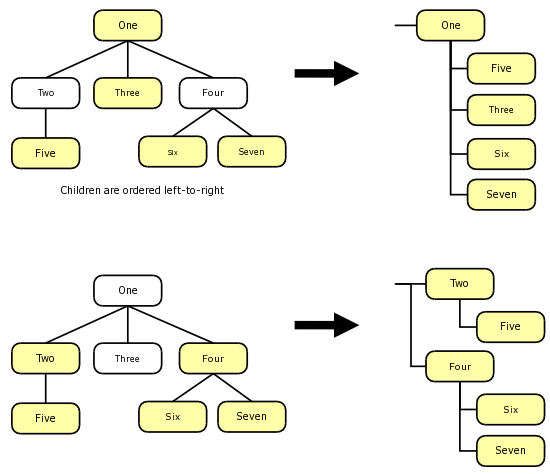 One
Two
Three
Four
Five
Six
Seven
Children are ordered left-to-right
One
Five
Three
Six
Seven
One
Two
Three
Four
Five
Six
Seven
Two
Five
Four
Six
Seven